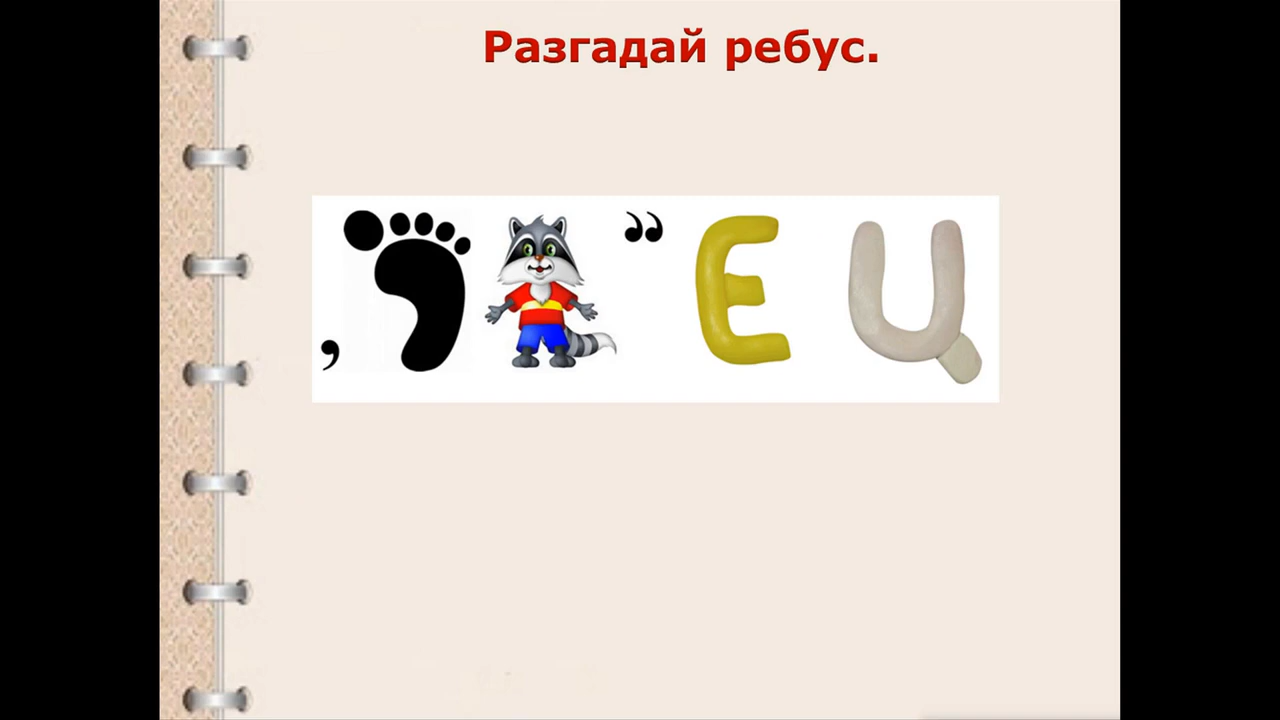 Разгадай ребус.
, ,, Е Ц